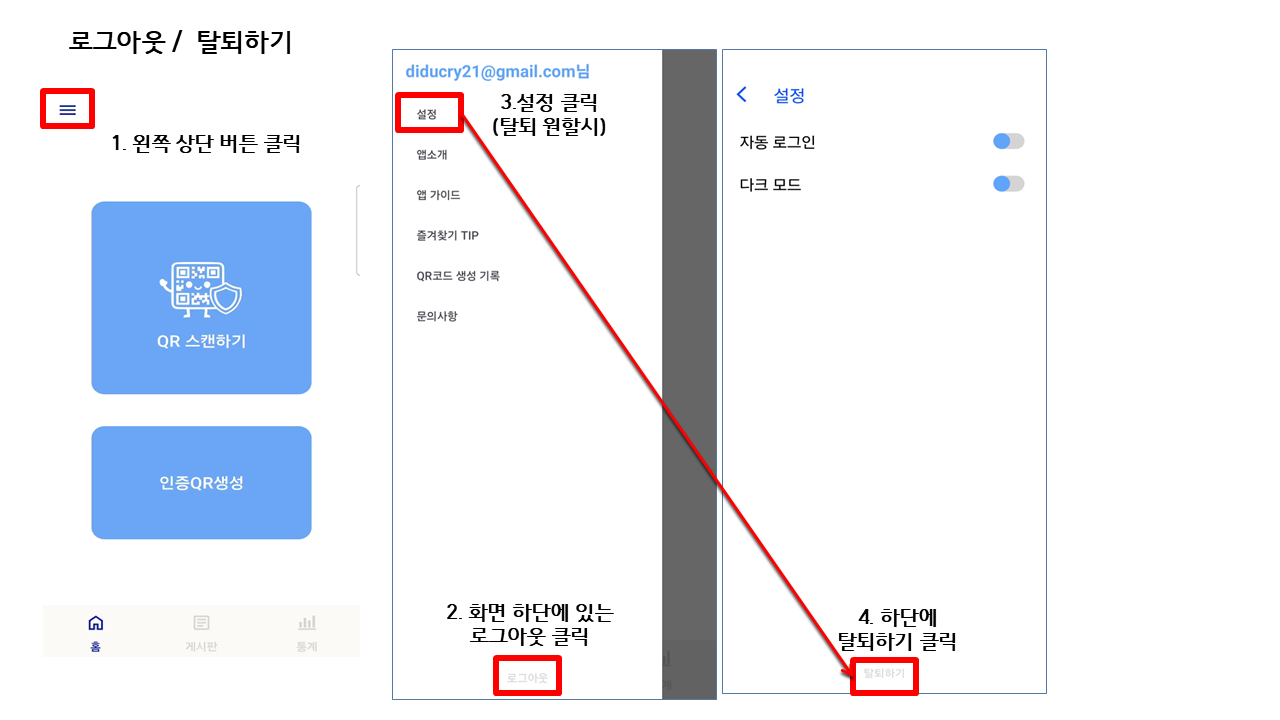 로그아웃 / 탈퇴하기
1. 왼쪽 상단 버튼 클릭
QR 스캔하기
인증QR생성
홈
게시판
통계
diducry21@gmail.com님
설정
3.설정 클릭
(탈퇴 원할시)
앱소개
앱 가이드
즐겨찾기 TIP
QR코드 생성 기록
문의사항
2. 화면 하단에 있는
로그아웃 클릭
로그아웃
설정
자동 로그인
다크 모드
4. 하단에
탈퇴하기 클릭
탈퇴하기